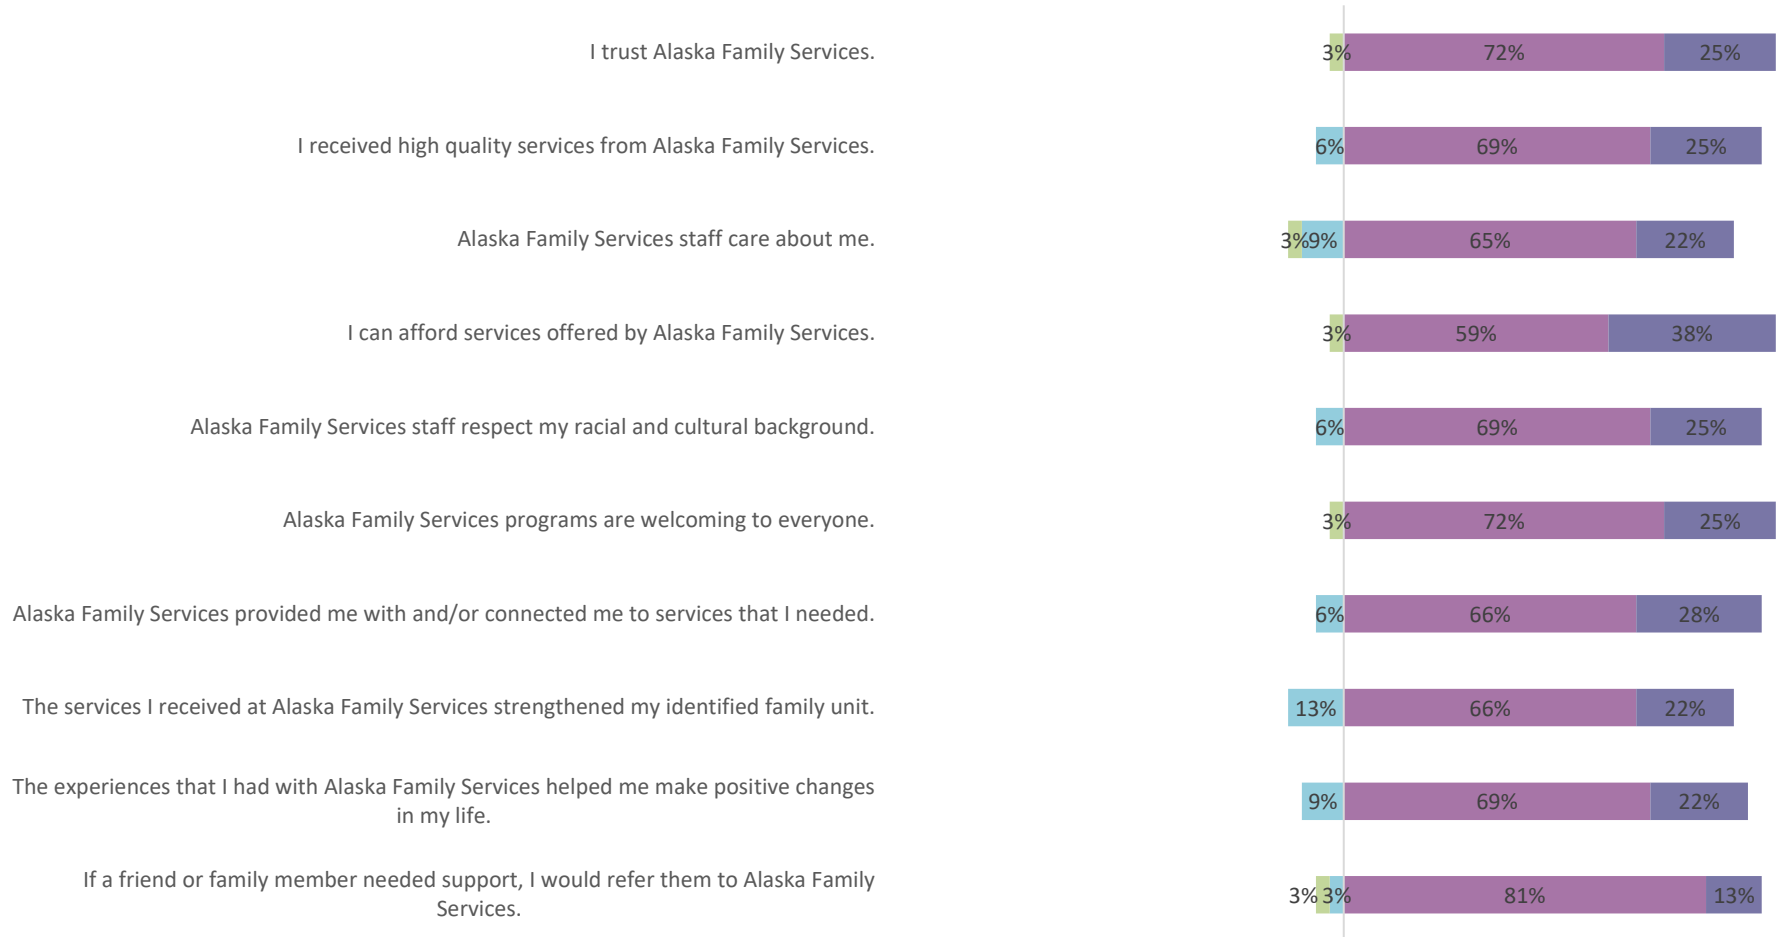 I trust Alaska Family Services.
3% 72% 25%
I received high quality services from Alaska Family Services.
6% 69% 25%
Alaska Family Services staff care about me.
3% 9% 65% 22%
I can afford services offered by Alaska Family Services.
3% 59% 38%
Alaska Family Services staff respect my racial and cultural background.
6% 69% 25%
Alaska Family Services programs are welcoming to everyone.
3% 72% 25%
Alaska Family Services provided me with and/or connected me to services that I needed.
6% 66% 28%
The services I received at Alaska Family Services strengthened my identified family unit.
13% 66% 22%
The experiences that I had with Alaska Family Services helped me make positive changes
in my life.
9% 69% 22%
If a friend or family member needed support, I would refer them to Alaska Family
Services.
3% 3% 81% 13%